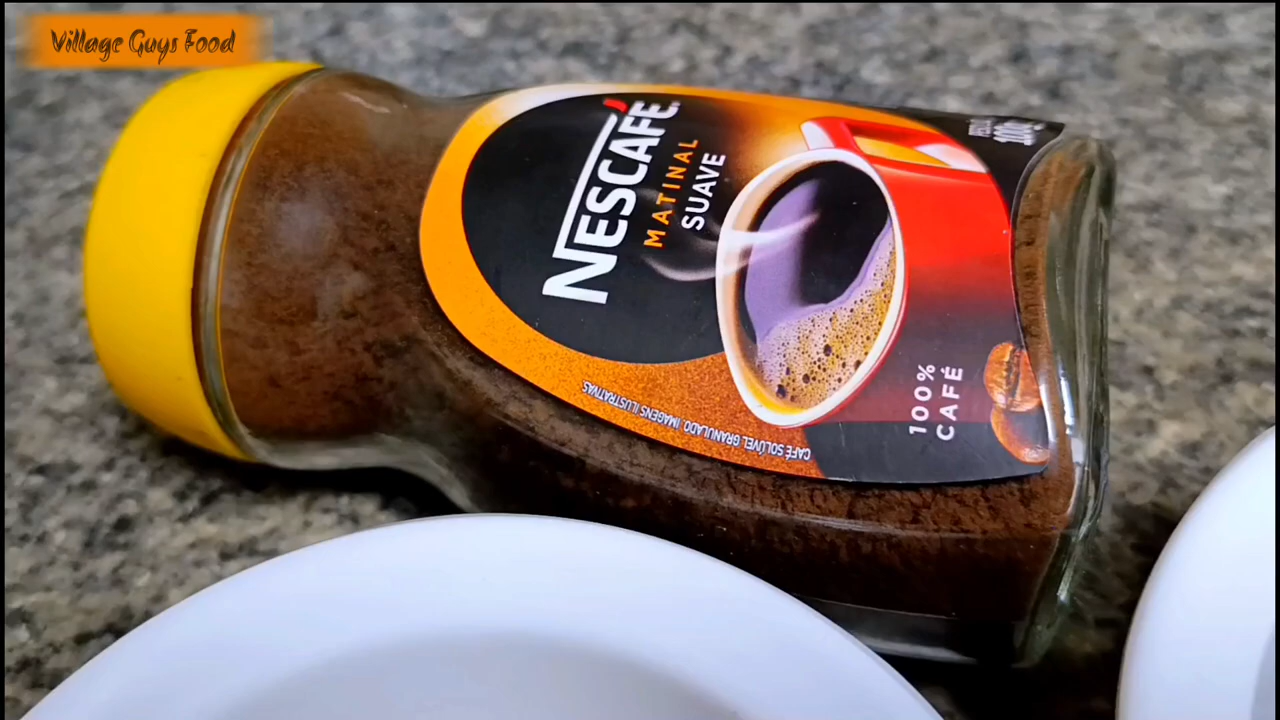 Village Guys Food
NESCAFÉ
MATINAL
SUAVE
100%
CAFÉ
CAFÉ SOLÚVEL GRANULADO. IMAGENS ILUSTRATIVAS